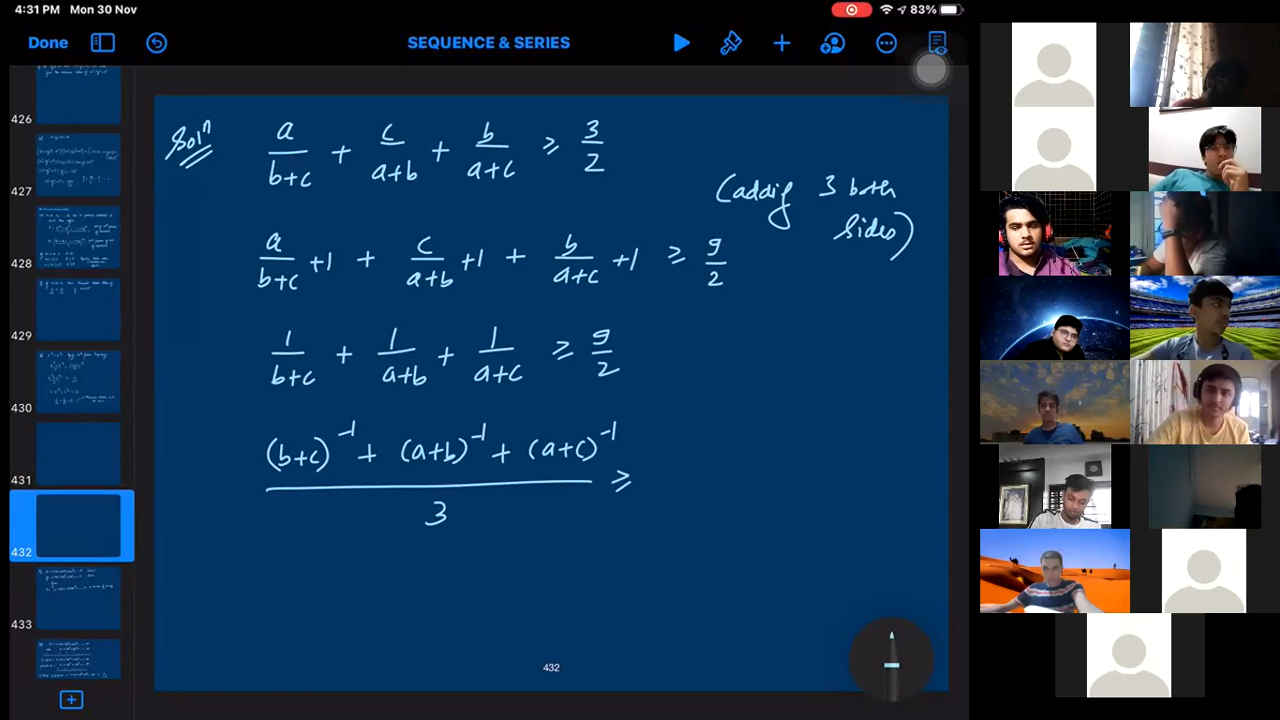 4:31 PM Mon 30 Nov
83%
Done
SEQUENCE & SERIES
Solⁿ
a/(b+c) + c/(a+b) + b/(a+c) ≥ 3/2
(addig 3 both
sides)
a/(b+c) +1 + c/(a+b) +1 + b/(a+c) +1 ≥ 9/2
1/(b+c) + 1/(a+b) + 1/(a+c) ≥ 9/2
((b+c)⁻¹ + (a+b)⁻¹ + (a+c)⁻¹)/3 ≥
426
427
428
429
430
431
432
433
432